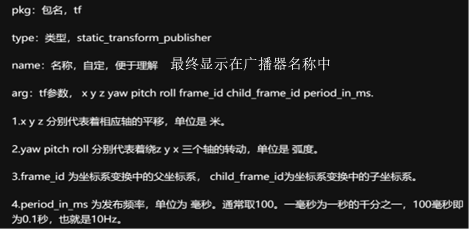 pkg：包名，tf
type：类型，static_transform_publisher
name：名称，自定，便于理解 最终显示在广播器名称中
arg：tf参数， x y z yaw pitch roll frame_id child_frame_id period_in_ms.
1.x y z 分别代表着相应轴的平移，单位是 米。
2.yaw pitch roll 分别代表着绕z y x 三个轴的转动，单位是 弧度。
3.frame_id 为坐标系变换中的父坐标系， child_frame_id为坐标系变换中的子坐标系。
4.period_in_ms 为发布频率，单位为 毫秒。通常取100。一毫秒为一秒的千分之一，100毫秒即
为0.1秒，也就是10Hz。